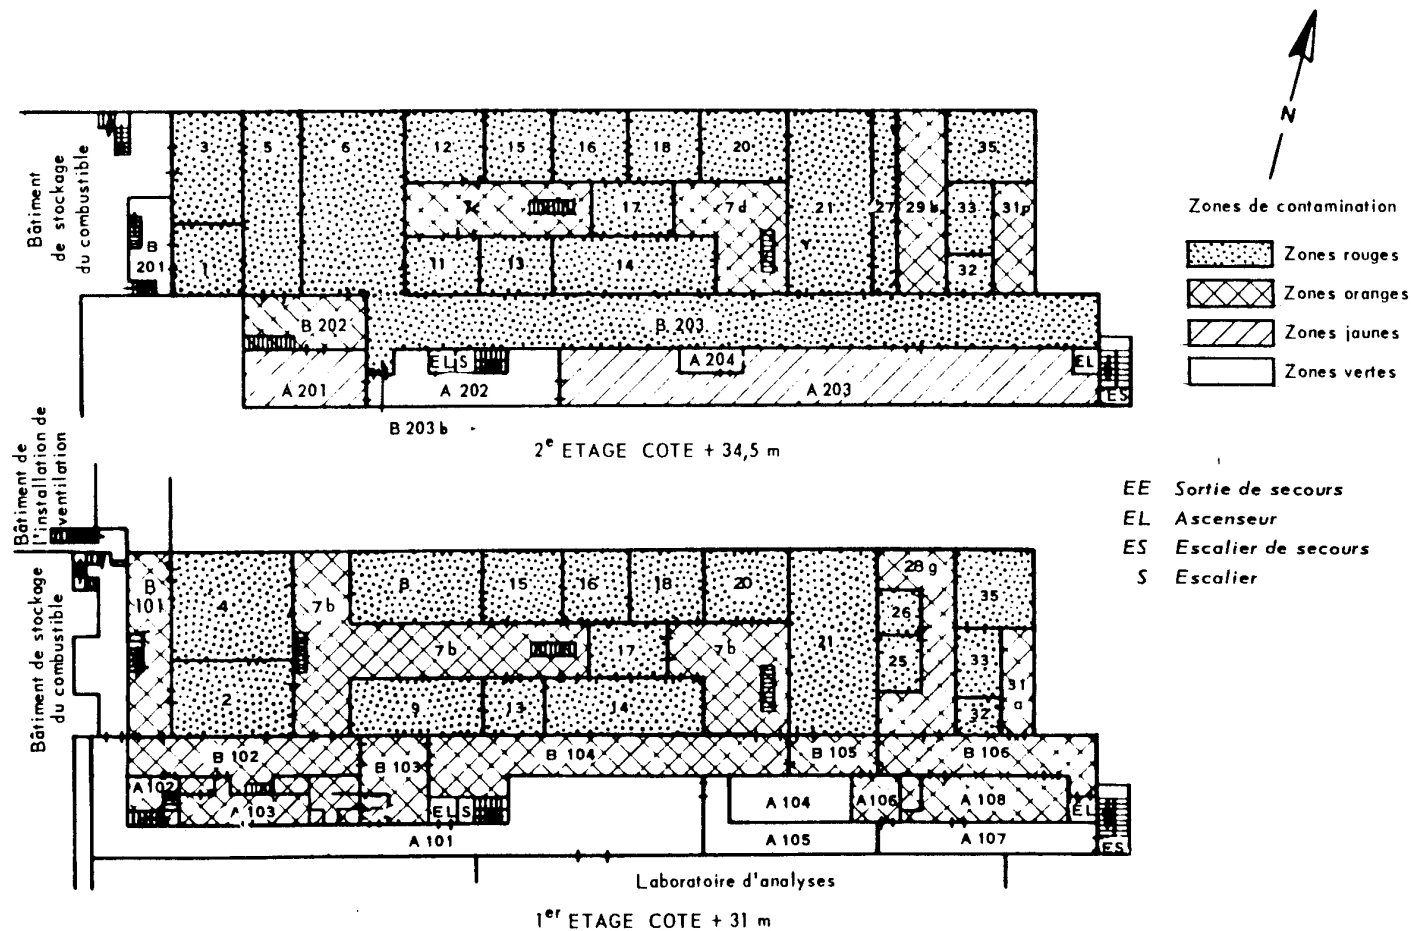 3
5
6
12
15
16
18
20
21
27
29 b
35
33
31 p
32
7c
17
7 d
1
11
13
14
B
201
B 202
B 203
EL
S
A 204
EL
A 201
A 202
A 203
ES
B 203 b
2e ETAGE COTE + 34,5 m
Bâtiment
de stockage
du combustible
N
Zones de contamination
Zones rouges
Zones oranges
Zones jaunes
Zones vertes
EE Sortie de secours
EL Ascenseur
ES Escalier de secours
S Escalier
Bâtiment de
l'installation de
ventilation
Bâtiment de stockage
du combustible
B
101
4
7 b
8
15
16
18
20
21
28 g
26
25
35
33
31
a
32
7 b
17
7 b
2
9
13
14
B 102
B 103
B 104
B 105
B 106
A 102
A 103
EL
S
A 104
A 106
A 108
EL
A 101
A 105
A 107
ES
Laboratoire d'analyses
1er ETAGE COTE + 31 m